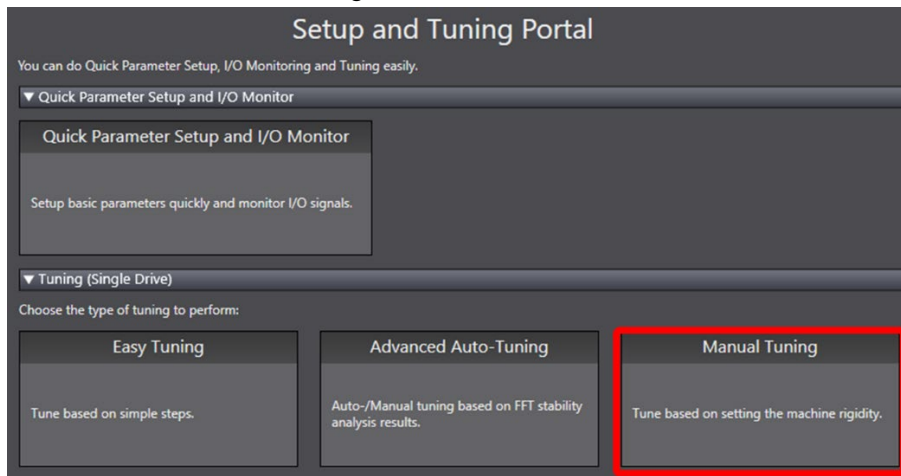 Setup and Tuning Portal
You can do Quick Parameter Setup, I/O Monitoring and Tuning easily.
▼ Quick Parameter Setup and I/O Monitor
Quick Parameter Setup and I/O Monitor
Setup basic parameters quickly and monitor I/O signals.
▼ Tuning (Single Drive)
Choose the type of tuning to perform:
Easy Tuning
Tune based on simple steps.
Advanced Auto-Tuning
Auto-/Manual tuning based on FFT stability
analysis results.
Manual Tuning
Tune based on setting the machine rigidity.